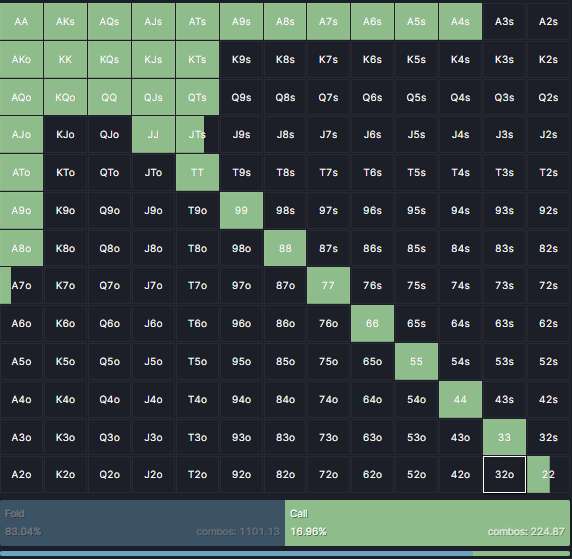 AA AKs AQs AJs ATs A9s A8s A7s A6s A5s A4s A3s A2s
AKo KK KQs KJs KTs K9s K8s K7s K6s K5s K4s K3s K2s
AQo KQo QQ QJs QTs Q9s Q8s Q7s Q6s Q5s Q4s Q3s Q2s
AJo KJo QJo JJ JTs J9s J8s J7s J6s J5s J4s J3s J2s
ATo KTo QTo JTo TT T9s T8s T7s T6s T5s T4s T3s T2s
A9o K9o Q9o J9o T9o 99 98s 97s 96s 95s 94s 93s 92s
A8o K8o Q8o J8o T8o 98o 88 87s 86s 85s 84s 83s 82s
A7o K7o Q7o J7o T7o 97o 87o 77 76s 75s 74s 73s 72s
A6o K6o Q6o J6o T6o 96o 86o 76o 66 65s 64s 63s 62s
A5o K5o Q5o J5o T5o 95o 85o 75o 65o 55 54s 53s 52s
A4o K4o Q4o J4o T4o 94o 84o 74o 64o 54o 44 43s 42s
A3o K3o Q3o J3o T3o 93o 83o 73o 63o 53o 43o 33 32s
A2o K2o Q2o J2o T2o 92o 82o 72o 62o 52o 42o 32o 22
Fold Call
83.04% combos: 1101.13 16.96% combos: 224.87